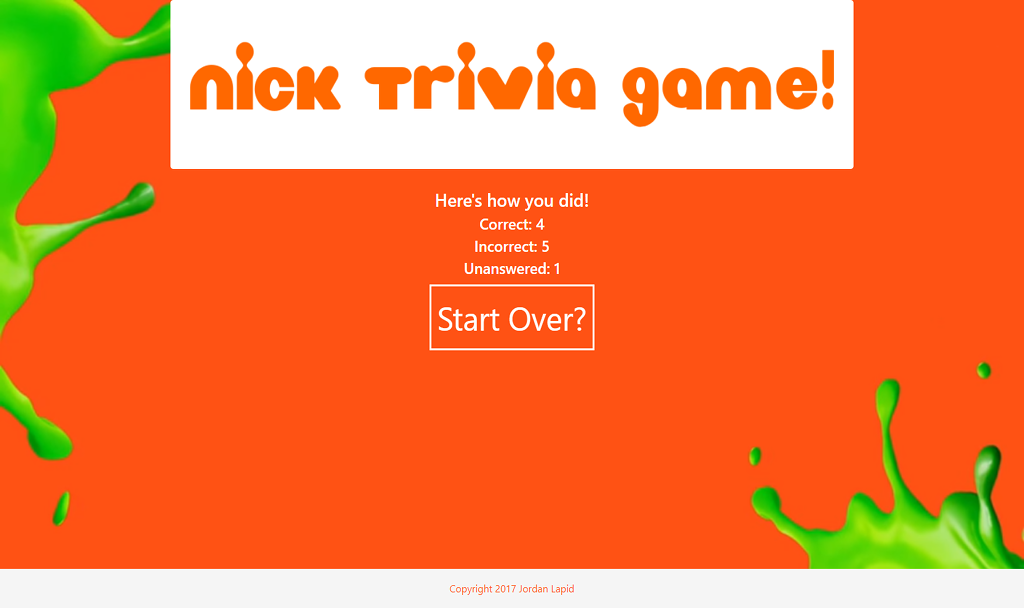 nick Trivia game!
Here's how you did!
Correct: 4
Incorrect: 5
Unanswered: 1
Start Over?
Copyright 2017 Jordan Lapid